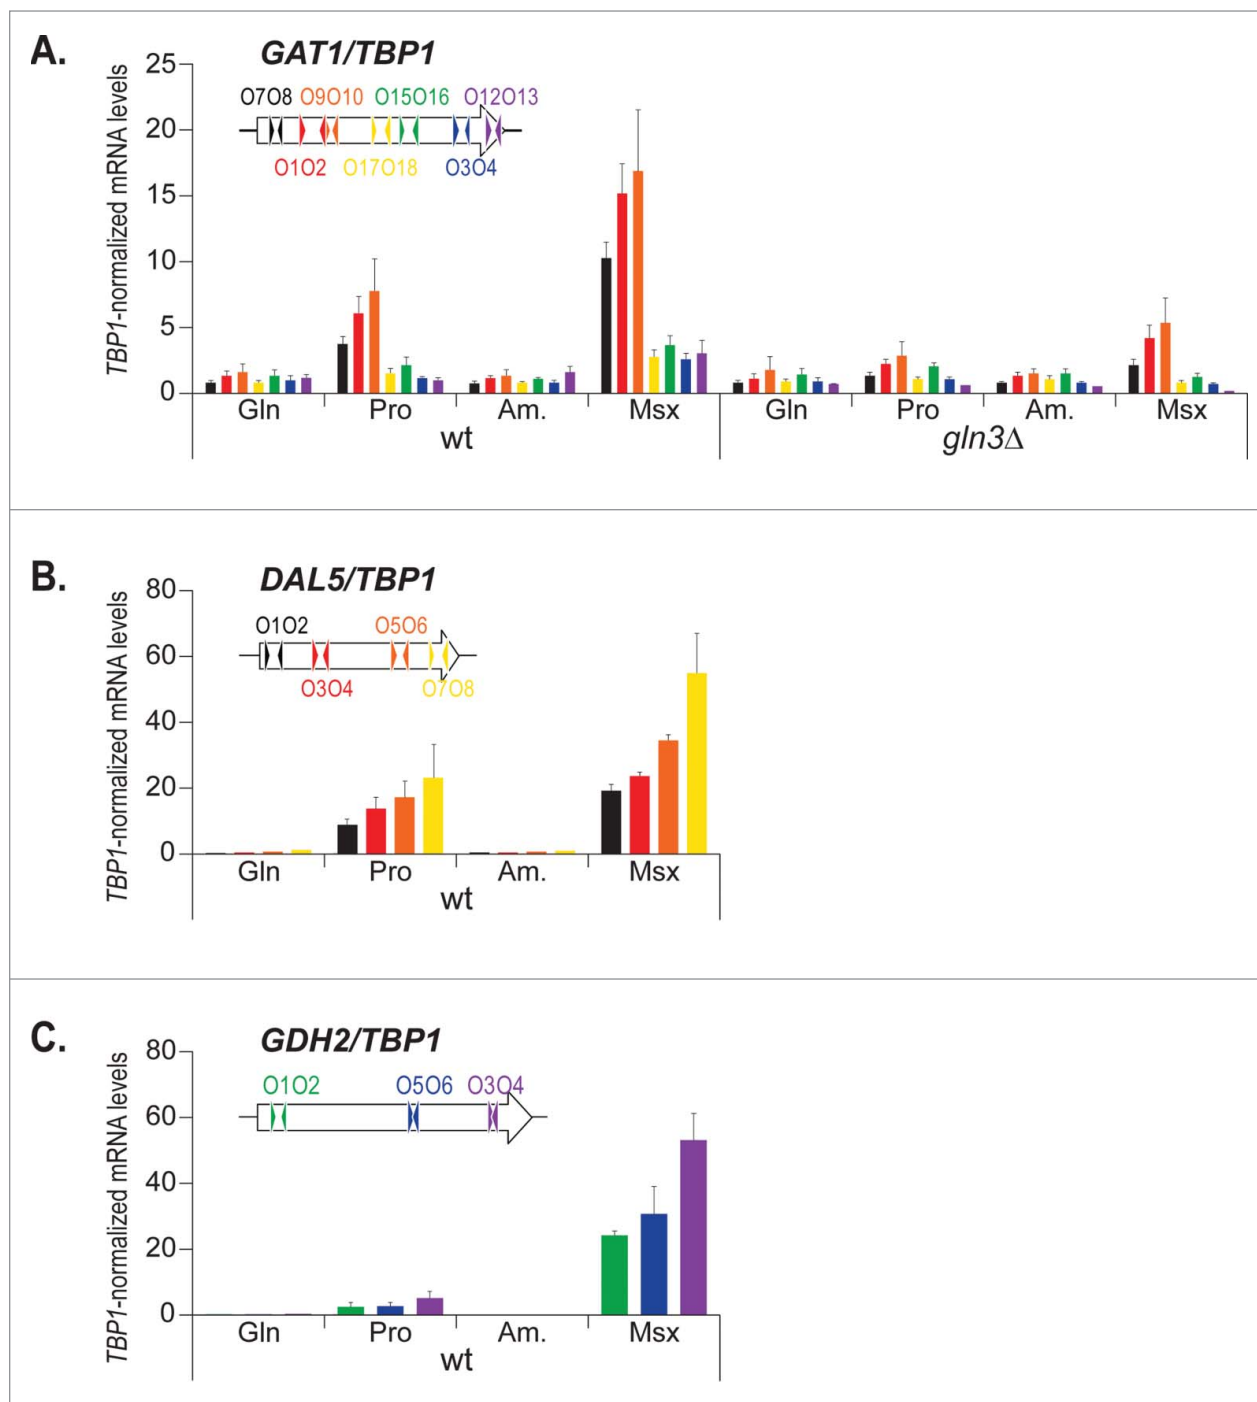 A.
GAT1/TBP1
TBP1-normalized mRNA levels
25
20
15
10
5
0
O7O8 O9O10 O15O16 O12O13
O1O2 O17O18 O3O4
Gln Pro Am. Msx Gln Pro Am. Msx
wt gln3Δ
B.
DAL5/TBP1
TBP1-normalized mRNA levels
80
60
40
20
0
O1O2 O5O6
O3O4 O7O8
Gln Pro Am. Msx
wt
C.
GDH2/TBP1
TBP1-normalized mRNA levels
80
60
40
20
0
O1O2 O5O6 O3O4
Gln Pro Am. Msx
wt